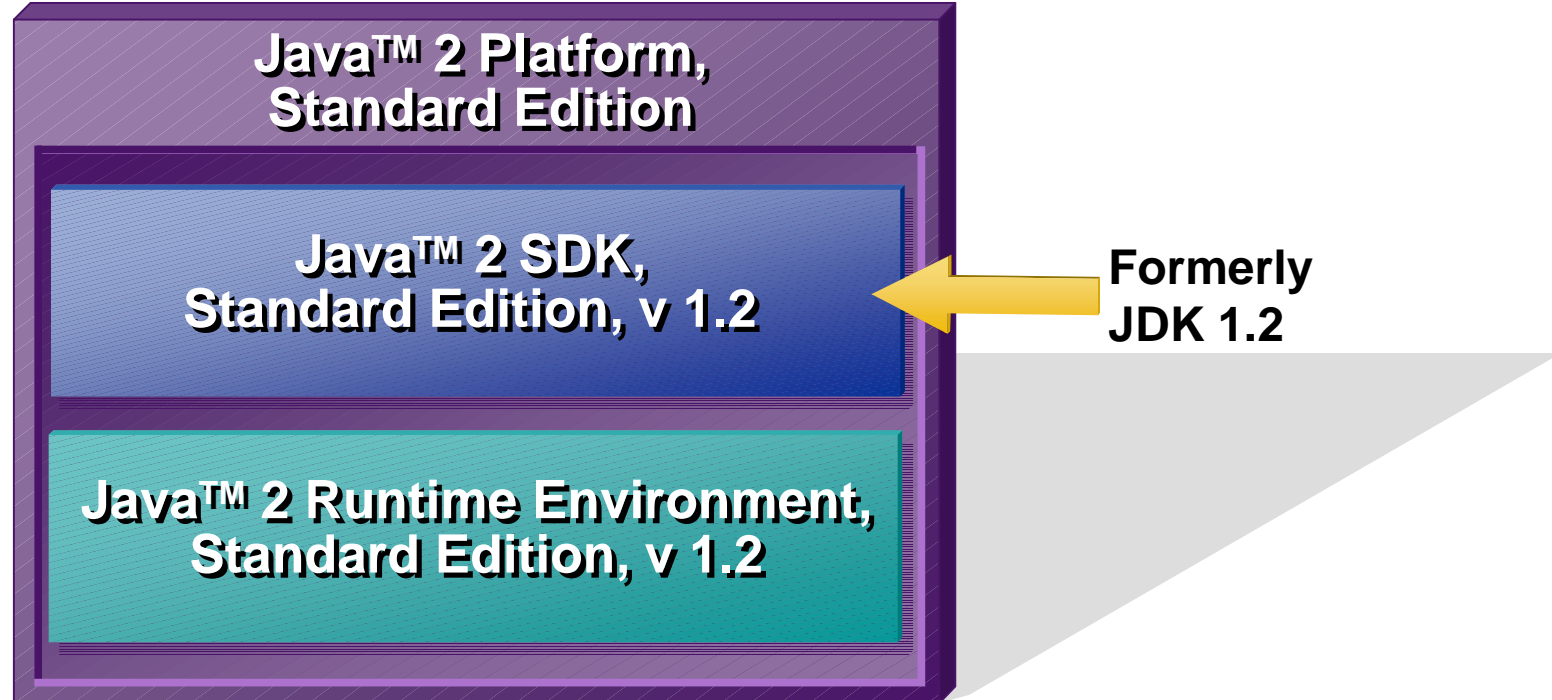 Java™ 2 Platform,
Standard Edition
Java™ 2 SDK,
Standard Edition, v 1.2
Formerly
JDK 1.2
Java™ 2 Runtime Environment,
Standard Edition, v 1.2